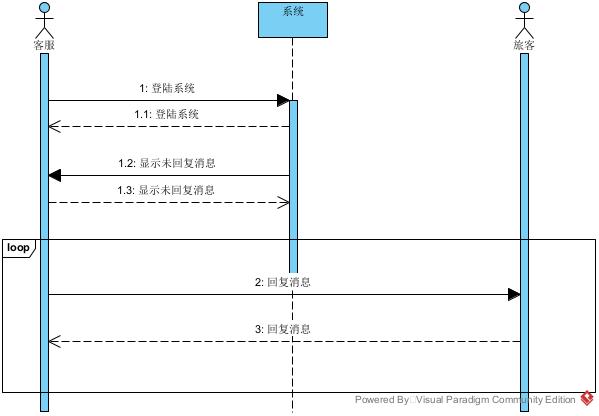 系统
客服
旅客
1: 登陆系统
1.1: 登陆系统
1.2: 显示未回复消息
1.3: 显示未回复消息
loop
2: 回复消息
3: 回复消息
Powered By Visual Paradigm Community Edition